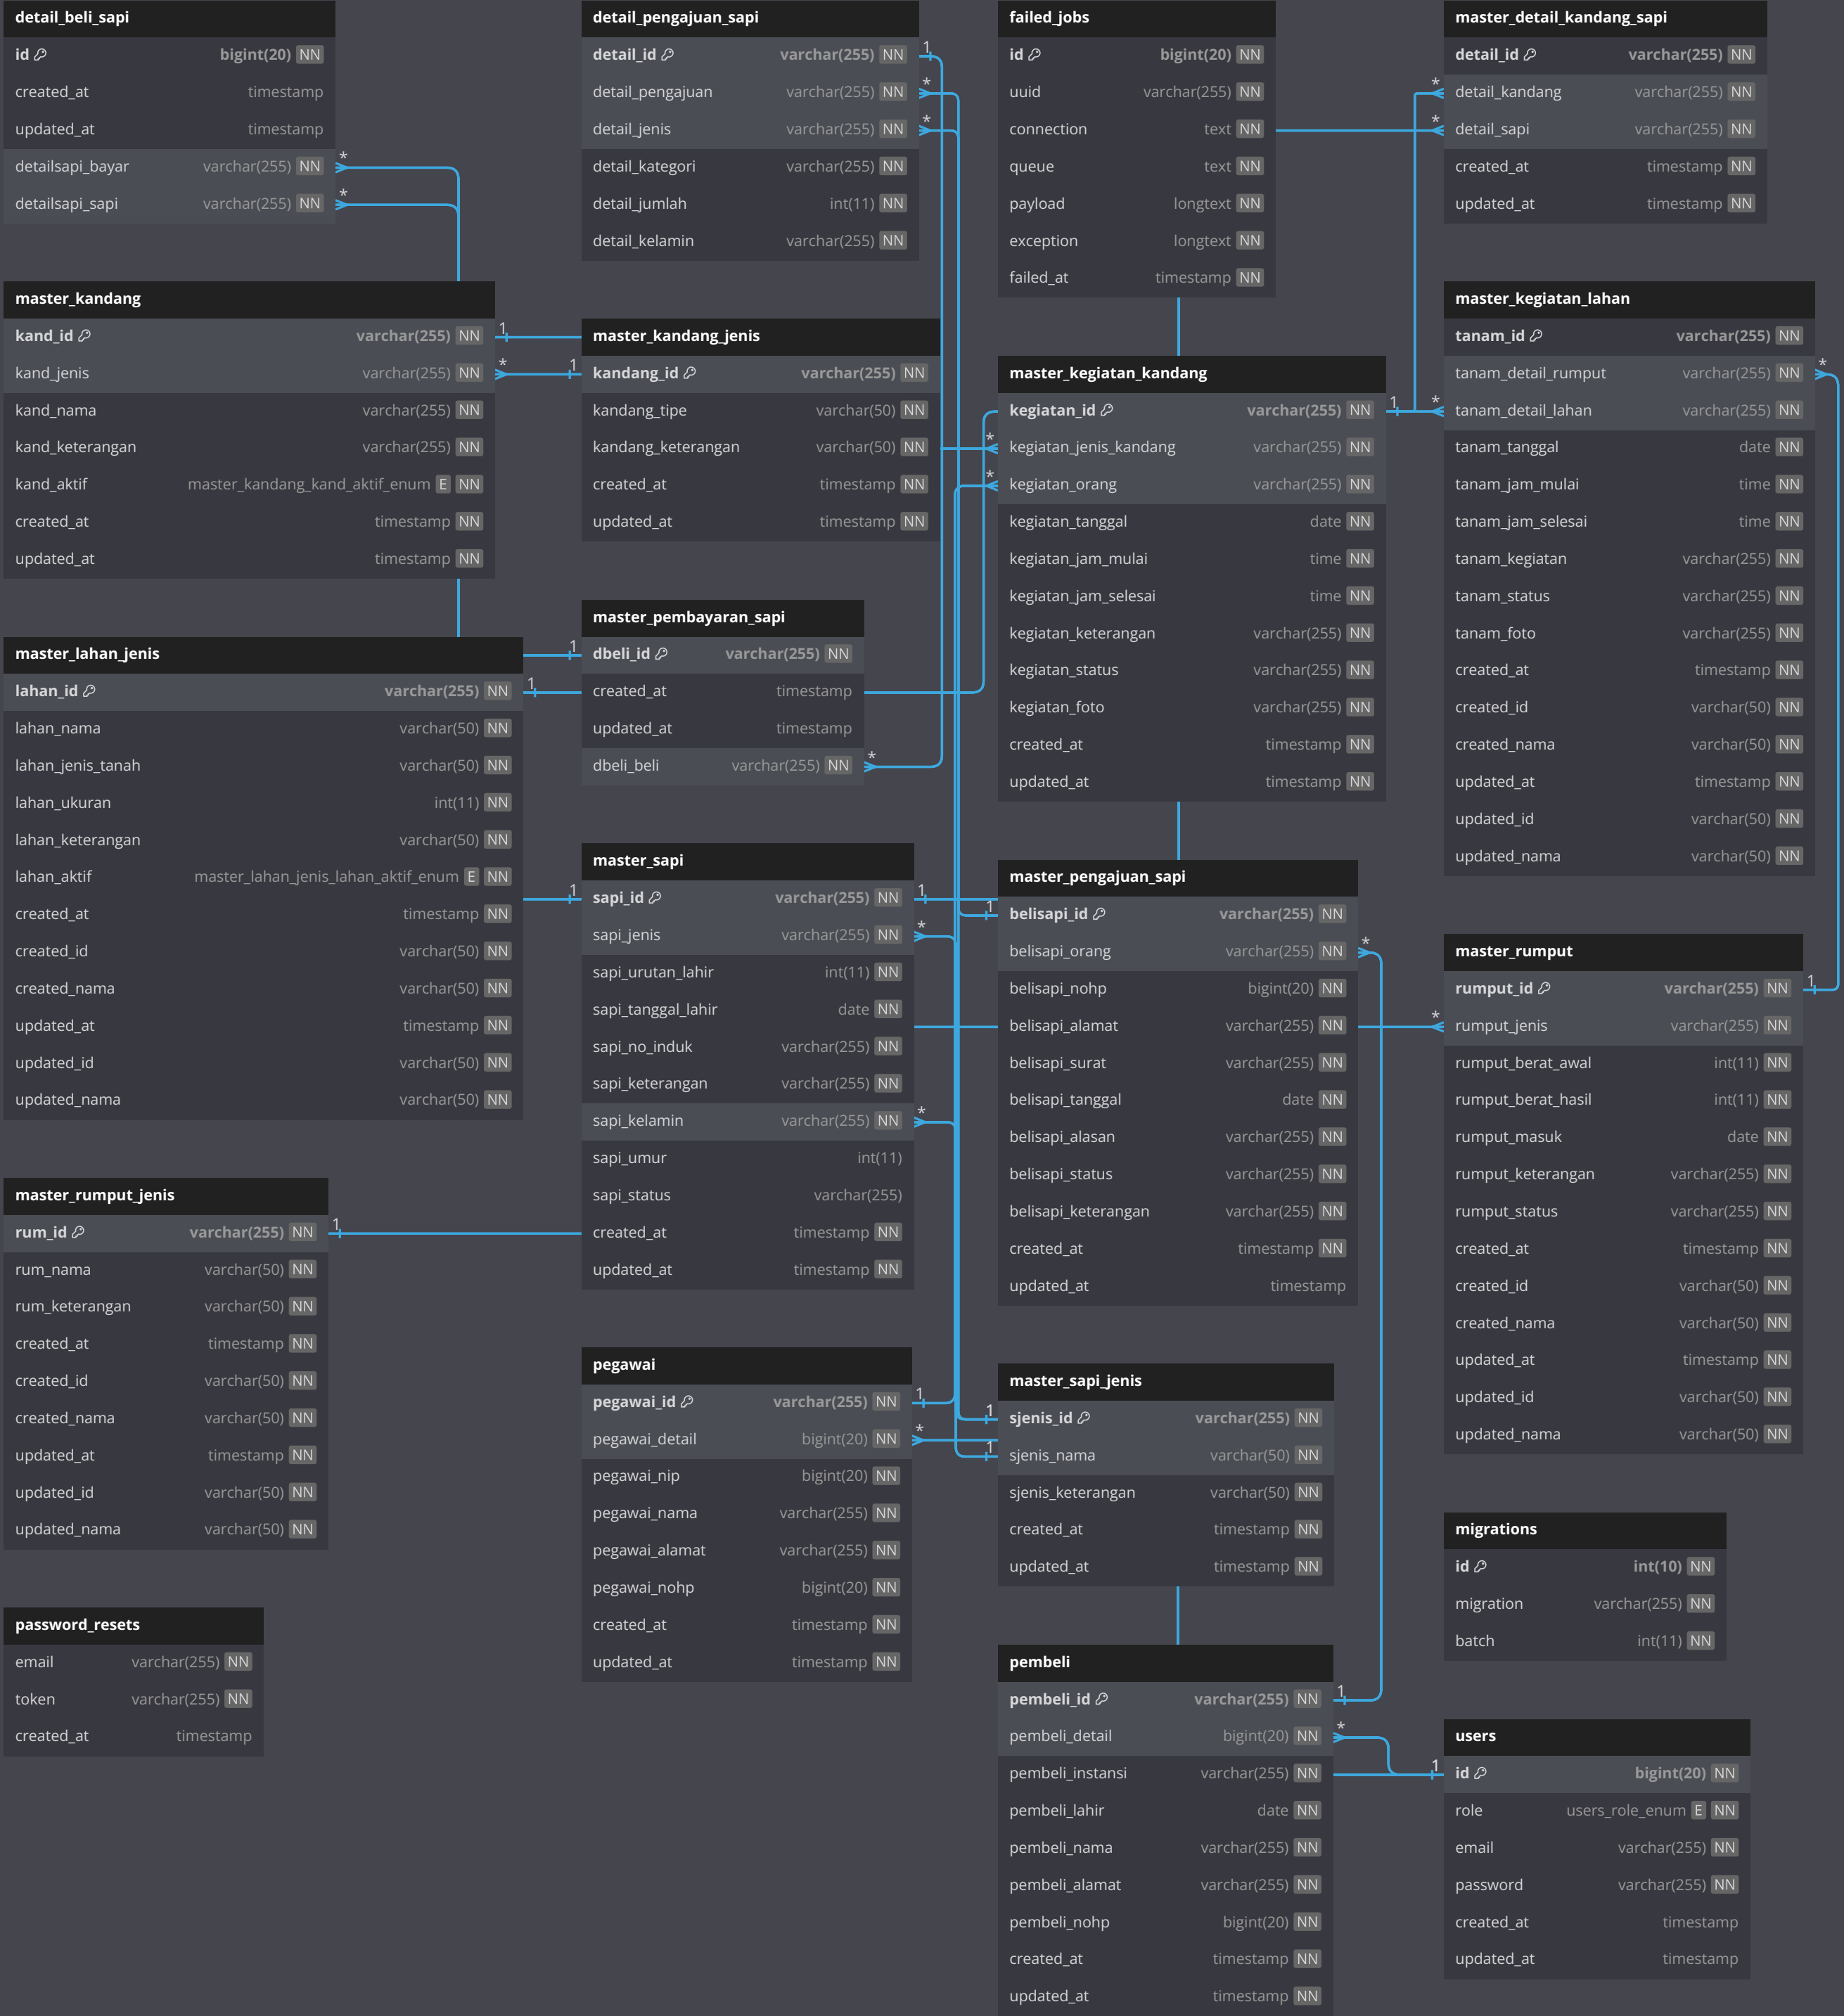 detail_beli_sapi
id bigint(20) NN
created_at timestamp
updated_at timestamp
detailsapi_bayar varchar(255) NN *
detailsapi_sapi varchar(255) NN *
master_kandang
kand_id varchar(255) NN 1
kand_jenis varchar(255) NN *
kand_nama varchar(255) NN
kand_keterangan varchar(255) NN
kand_aktif master_kandang_kand_aktif_enum E NN
created_at timestamp NN
updated_at timestamp NN
master_lahan_jenis
lahan_id varchar(255) NN 1
lahan_nama varchar(50) NN
lahan_jenis_tanah varchar(50) NN
lahan_ukuran int(11) NN
lahan_keterangan varchar(50) NN
lahan_aktif master_lahan_jenis_lahan_aktif_enum E NN
created_at timestamp NN
created_id varchar(50) NN
created_nama varchar(50) NN
updated_at timestamp NN
updated_id varchar(50) NN
updated_nama varchar(50) NN
master_rumput_jenis
rum_id varchar(255) NN 1
rum_nama varchar(50) NN
rum_keterangan varchar(50) NN
created_at timestamp NN
created_id varchar(50) NN
created_nama varchar(50) NN
updated_at timestamp NN
updated_id varchar(50) NN
updated_nama varchar(50) NN
password_resets
email varchar(255) NN
token varchar(255) NN
created_at timestamp
detail_pengajuan_sapi
detail_id varchar(255) NN 1
detail_pengajuan varchar(255) NN *
detail_jenis varchar(255) NN *
detail_kategori varchar(255) NN
detail_jumlah int(11) NN
detail_kelamin varchar(255) NN
master_kandang_jenis
1 kandang_id varchar(255) NN
kandang_tipe varchar(50) NN
kandang_keterangan varchar(50) NN
created_at timestamp NN
updated_at timestamp NN
master_pembayaran_sapi
1 dbeli_id varchar(255) NN
created_at timestamp
updated_at timestamp
dbeli_beli varchar(255) NN *
master_sapi
1 sapi_id varchar(255) NN 1
sapi_jenis varchar(255) NN *
sapi_urutan_lahir int(11) NN
sapi_tanggal_lahir date NN
sapi_no_induk varchar(255) NN
sapi_keterangan varchar(255) NN
sapi_kelamin varchar(255) NN *
sapi_umur int(11)
sapi_status varchar(255)
created_at timestamp NN
updated_at timestamp NN
pegawai
pegawai_id varchar(255) NN 1
pegawai_detail bigint(20) NN *
pegawai_nip bigint(20) NN
pegawai_nama varchar(255) NN
pegawai_alamat varchar(255) NN
pegawai_nohp bigint(20) NN
created_at timestamp NN
updated_at timestamp NN
failed_jobs
id bigint(20) NN
uuid varchar(255) NN
connection text NN
queue text NN
payload longtext NN
exception longtext NN
failed_at timestamp NN
master_kegiatan_kandang
kegiatan_id varchar(255) NN 1
* kegiatan_jenis_kandang varchar(255) NN
* kegiatan_orang varchar(255) NN
kegiatan_tanggal date NN
kegiatan_jam_mulai time NN
kegiatan_jam_selesai time NN
kegiatan_keterangan varchar(255) NN
kegiatan_status varchar(255) NN
kegiatan_foto varchar(255) NN
created_at timestamp NN
updated_at timestamp NN
master_pengajuan_sapi
1 belisapi_id varchar(255) NN
belisapi_orang varchar(255) NN *
belisapi_nohp bigint(20) NN
belisapi_alamat varchar(255) NN
belisapi_surat varchar(255) NN
belisapi_tanggal date NN
belisapi_alasan varchar(255) NN
belisapi_status varchar(255) NN
belisapi_keterangan varchar(255) NN
created_at timestamp NN
updated_at timestamp
master_sapi_jenis
1 sjenis_id varchar(255) NN
1 sjenis_nama varchar(50) NN
sjenis_keterangan varchar(50) NN
created_at timestamp NN
updated_at timestamp NN
pembeli
pembeli_id varchar(255) NN 1
pembeli_detail bigint(20) NN *
pembeli_instansi varchar(255) NN
pembeli_lahir date NN
pembeli_nama varchar(255) NN
pembeli_alamat varchar(255) NN
pembeli_nohp bigint(20) NN
created_at timestamp NN
updated_at timestamp NN
master_detail_kandang_sapi
detail_id varchar(255) NN
* detail_kandang varchar(255) NN
* detail_sapi varchar(255) NN
created_at timestamp NN
updated_at timestamp NN
master_kegiatan_lahan
tanam_id varchar(255) NN
tanam_detail_rumput varchar(255) NN *
* tanam_detail_lahan varchar(255) NN
tanam_tanggal date NN
tanam_jam_mulai time NN
tanam_jam_selesai time NN
tanam_kegiatan varchar(255) NN
tanam_status varchar(255) NN
tanam_foto varchar(255) NN
created_at timestamp NN
created_id varchar(50) NN
created_nama varchar(50) NN
updated_at timestamp NN
updated_id varchar(50) NN
updated_nama varchar(50) NN
master_rumput
rumput_id varchar(255) NN 1
* rumput_jenis varchar(255) NN
rumput_berat_awal int(11) NN
rumput_berat_hasil int(11) NN
rumput_masuk date NN
rumput_keterangan varchar(255) NN
rumput_status varchar(255) NN
created_at timestamp NN
created_id varchar(50) NN
created_nama varchar(50) NN
updated_at timestamp NN
updated_id varchar(50) NN
updated_nama varchar(50) NN
migrations
id int(10) NN
migration varchar(255) NN
batch int(11) NN
users
1 id bigint(20) NN
role users_role_enum E NN
email varchar(255) NN
password varchar(255) NN
created_at timestamp
updated_at timestamp